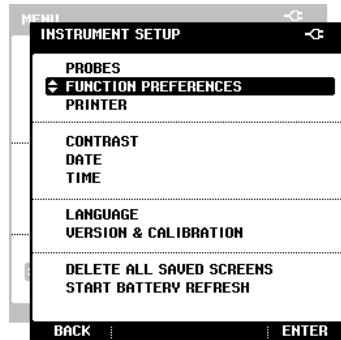 MENU
INSTRUMENT SETUP
PROBES
FUNCTION PREFERENCES
PRINTER
CONTRAST
DATE
TIME
LANGUAGE
VERSION & CALIBRATION
DELETE ALL SAVED SCREENS
START BATTERY REFRESH
BACK ENTER